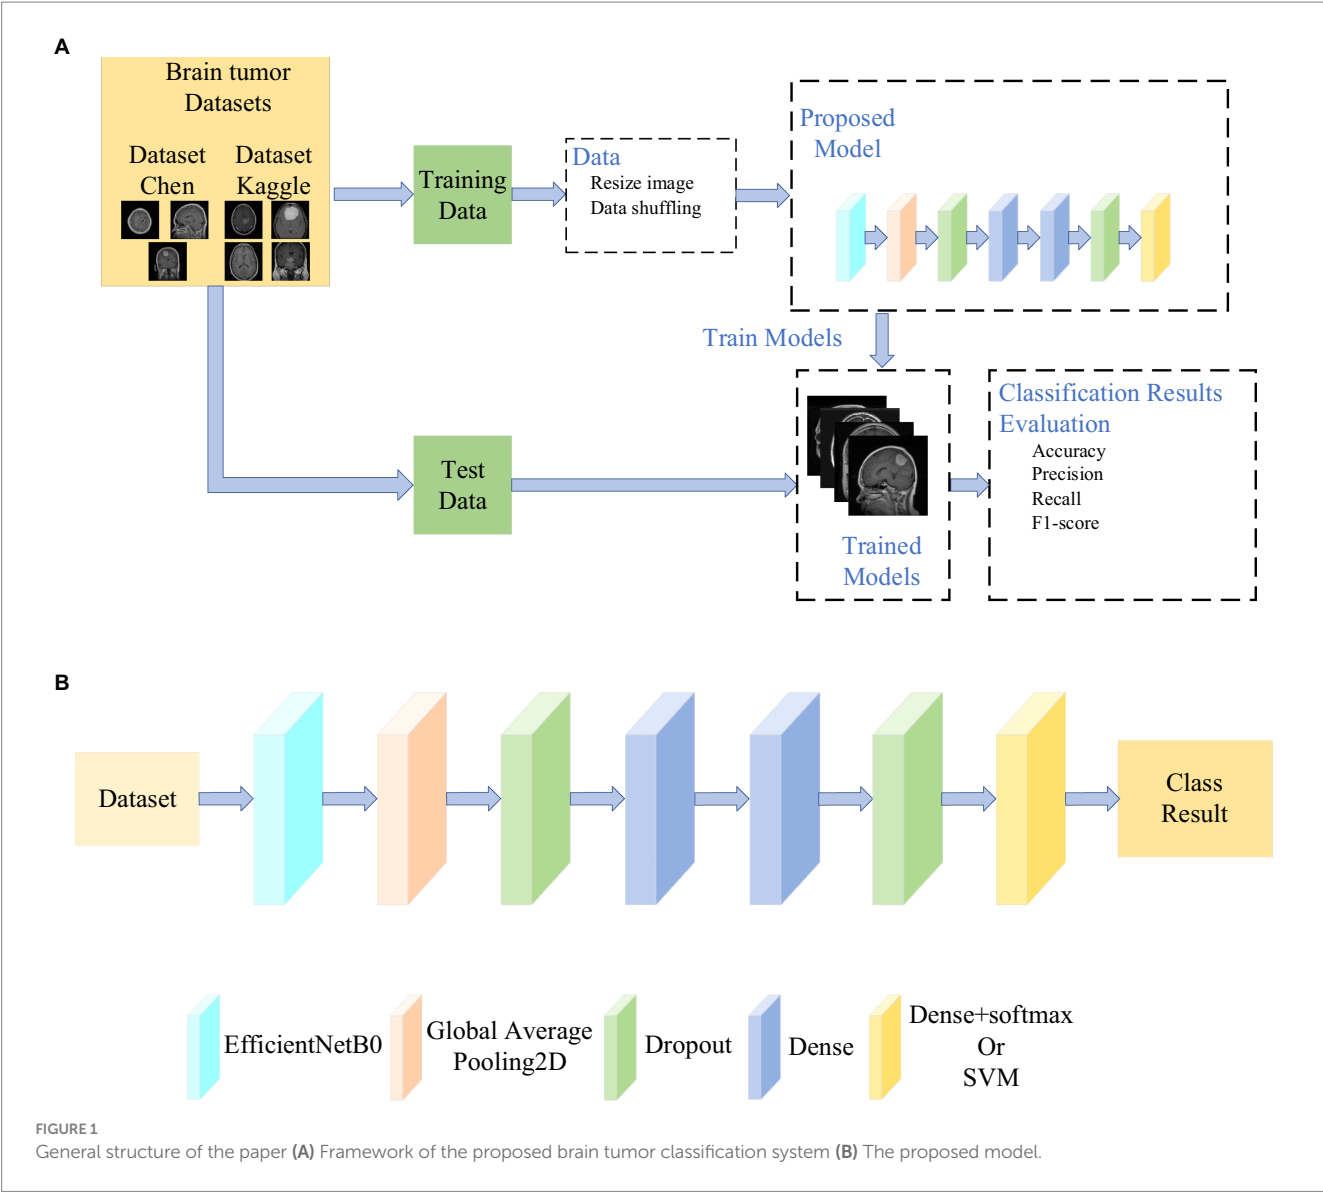 A
Brain tumor
Datasets
Dataset
Chen
Dataset
Kaggle
Training
Data
Data
Resize image
Data shuffling
Proposed
Model
Train Models
Test
Data
Trained
Models
Classification Results
Evaluation
Accuracy
Precision
Recall
F1-score
B
Dataset
Class
Result
EfficientNetB0
Global Average
Pooling2D
Dropout
Dense
Dense+softmax
Or
SVM
FIGURE 1
General structure of the paper (A) Framework of the proposed brain tumor classification system (B) The proposed model.